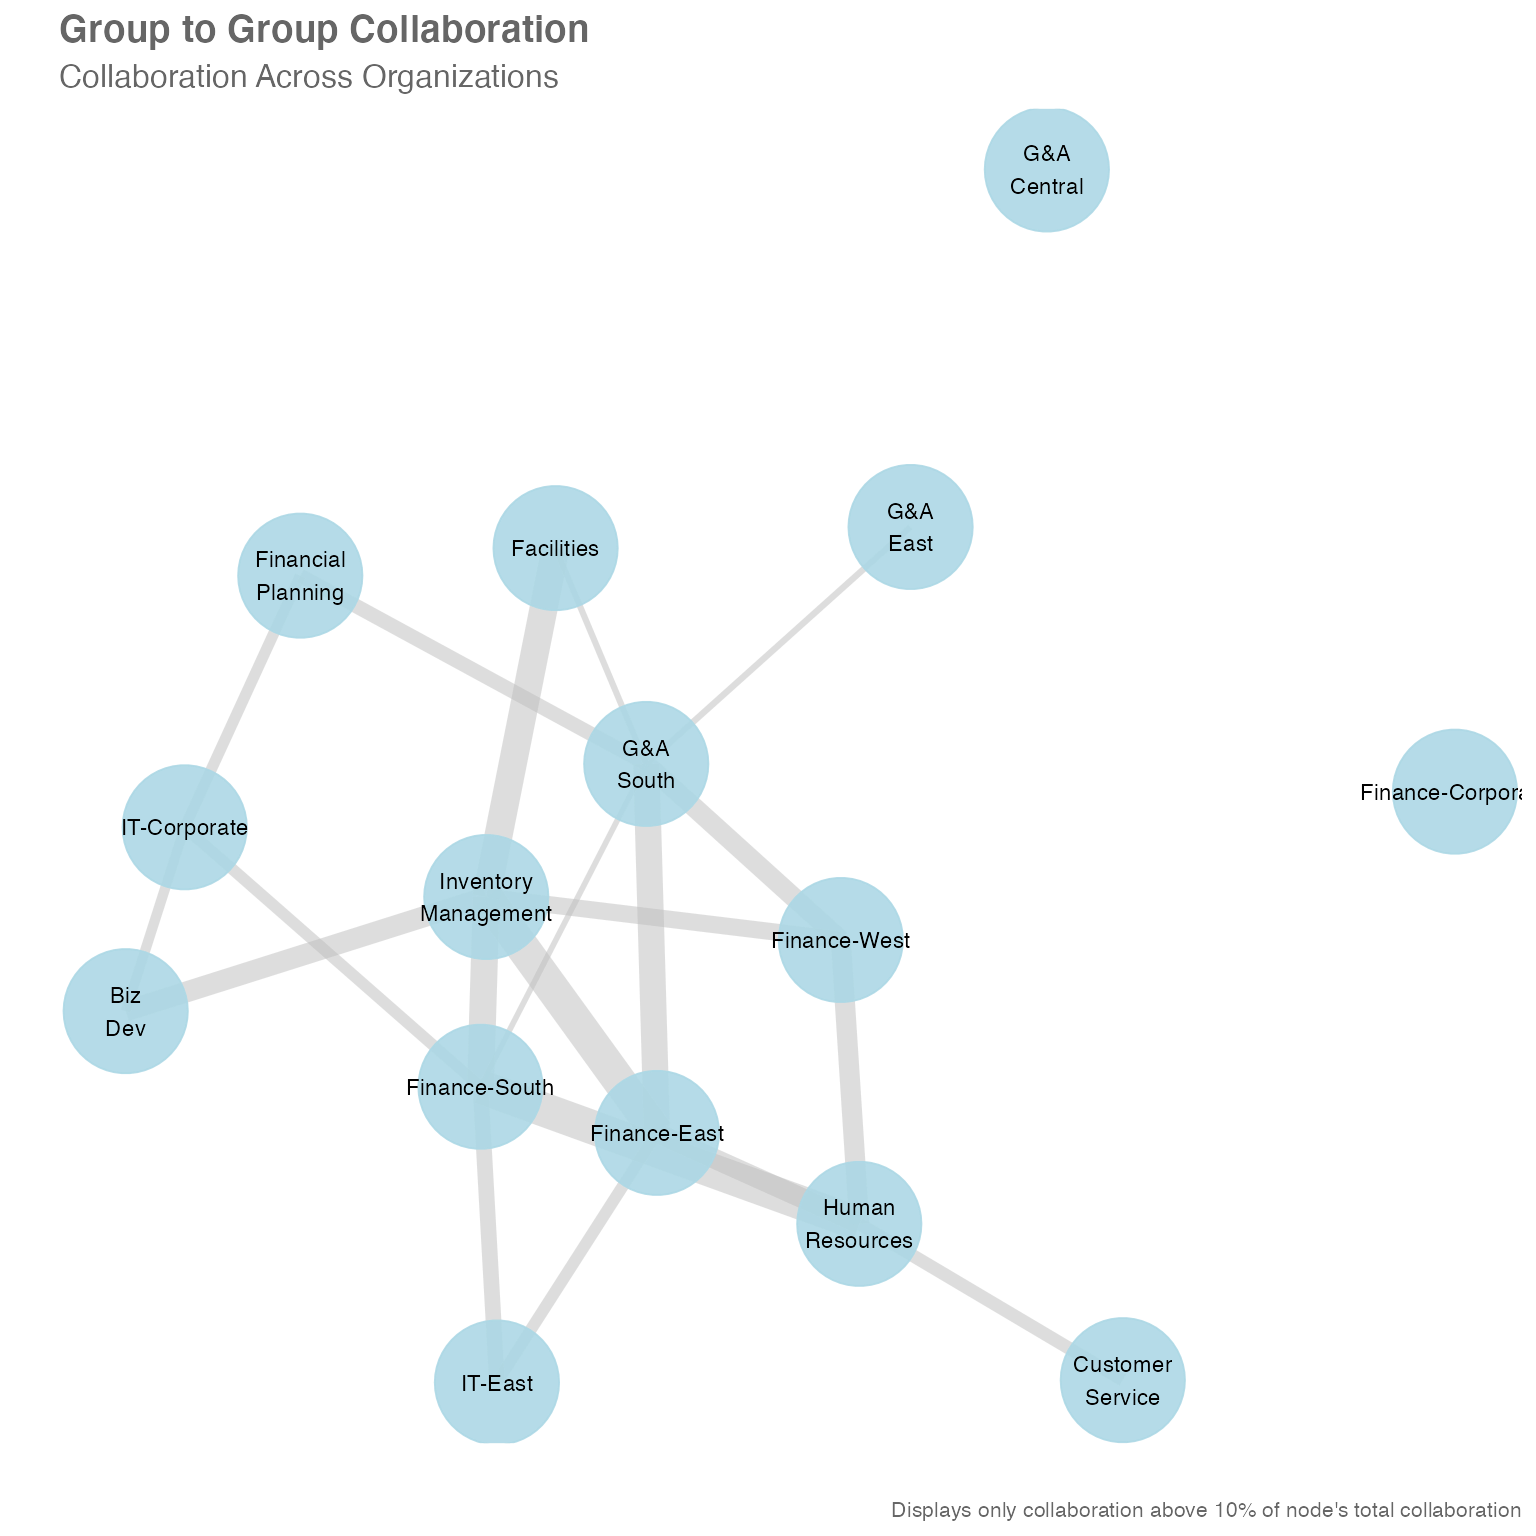 Group to Group Collaboration
Collaboration Across Organizations
G&A
Central
G&A
East
Facilities
Financial
Planning
G&A
South
Finance-Corpora
IT-Corporate
Inventory
Management
Finance-West
Biz
Dev
Finance-South
Finance-East
Human
Resources
Customer
Service
IT-East
Displays only collaboration above 10% of node's total collaboration